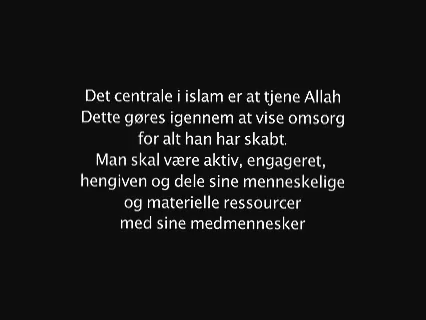 Det centrale i islam er at tjene Allah
Dette gøres igennem at vise omsorg
for alt han har skabt.
Man skal være aktiv, engageret,
hengiven og dele sine menneskelige
og materielle ressourcer
med sine medmennesker